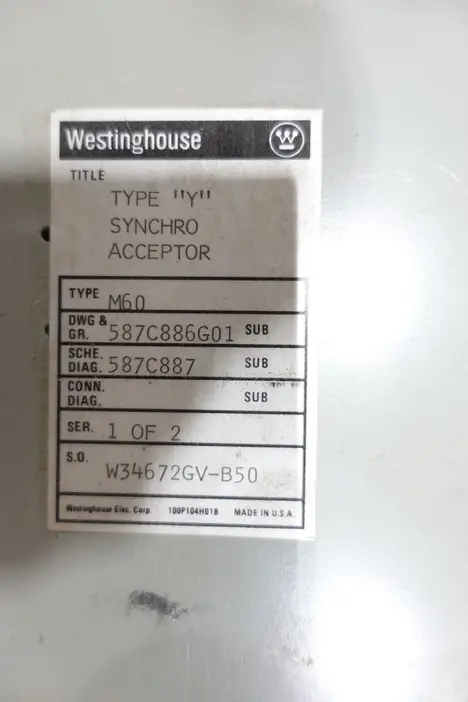 Westinghouse W
TITLE
TYPE "Y"
SYNCHRO
ACCEPTOR
TYPE M60
DWG &
GR. 587C886G01 SUB
SCHE.
DIAG. 587C887 SUB
CONN.
DIAG. SUB
SER. 1 OF 2
S.O.
W34672GV-B50
Westinghouse Elec. Corp. 100P104H01B MADE IN U.S.A.